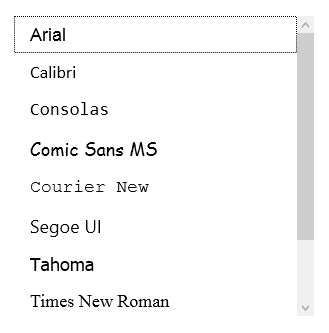 Arial
Calibri
Consolas
Comic Sans MS
Courier New
Segoe UI
Tahoma
Times New Roman